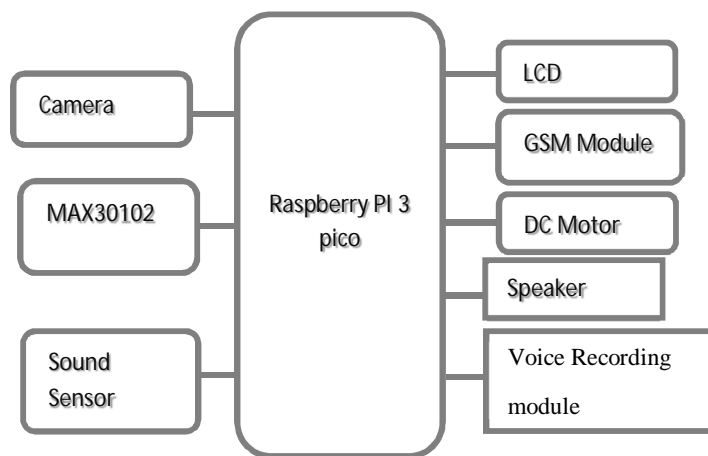 Camera
MAX30102
Sound
Sensor
Raspberry PI 3
pico
LCD
GSM Module
DC Motor
Speaker
Voice Recording
module